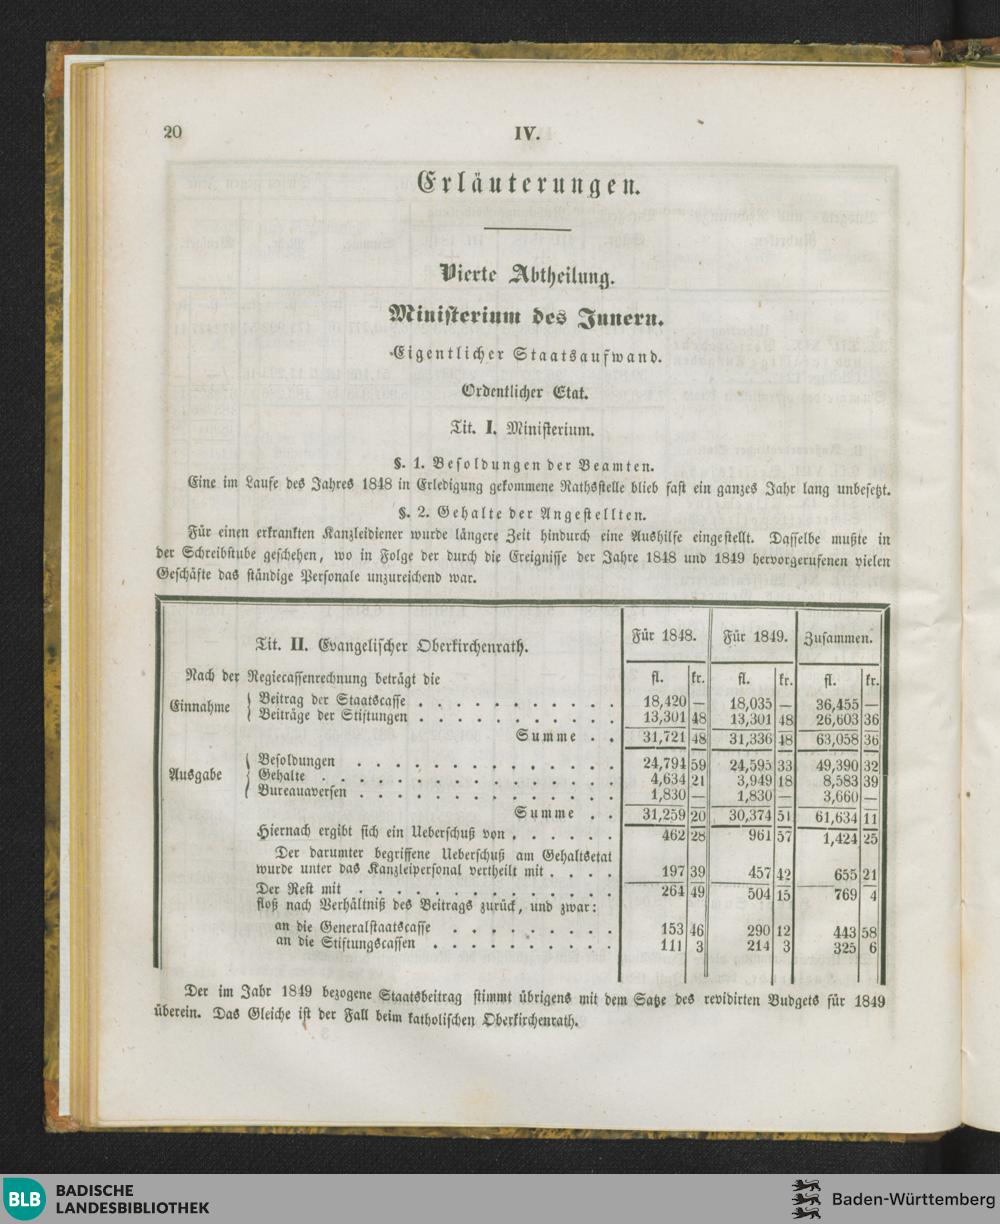 20
IV.
Erläuterungen.
Vierte Abtheilung.
Ministerium des Innern.
Eigentlicher Staatsaufwand.
Ordentlicher Etat.
Tit. I. Ministerium.
§. 1. Besoldungen der Beamten.
Eine im Laufe des Jahres 1848 in Erledigung gekommene Rathsstelle blieb fast ein ganzes Jahr lang unbesetzt.
§. 2. Gehalte der Angestellten.
Für einen erkrankten Kanzleidiener wurde längere Zeit hindurch eine Aushilfe eingestellt. Dasselbe mußte in
der Schreibstube geschehen, wo in Folge der durch die Ereignisse der Jahre 1848 und 1849 hervorgerufenen vielen
Geschäfte das ständige Personale unzureichend war.
Tit. II. Evangelischer Oberkirchenrath. Für 1848. Für 1849. Zusammen.
Nach der Regiecassenrechnung beträgt die fl. kr. fl. kr. fl. kr.
Einnahme { Beitrag der Staatscasse . . . . . . . . . . 18,420 — 18,035 — 36,455 —
Beiträge der Stiftungen . . . . . . . . . . 13,301 48 13,301 48 26,603 36
Summe . . 31,721 48 31,336 48 63,058 36
Ausgabe { Besoldungen . . . . . . . . . . . . 24,794 59 24,595 33 49,390 32
Gehalte . . . . . . . . . . . . . . 4,634 21 3,949 18 8,583 39
Bureauaversen . . . . . . . . . . . . 1,830 — 1,830 — 3,660 —
Summe . . 31,259 20 30,374 51 61,634 11
Hiernach ergibt sich ein Ueberschuß von . . . . . . 462 28 961 57 1,424 25
Der darumter begriffene Ueberschuß am Gehaltsetat
wurde unter das Kanzleipersonal vertheilt mit . . . . 197 39 457 42 655 21
Der Rest mit . . . . . . . . . . . . . 264 49 504 15 769 4
floß nach Verhältniß des Beitrags zurück, und zwar:
an die Generalstaatscasse . . . . . . . . . 153 46 290 12 443 58
an die Stiftungscassen . . . . . . . . . . 111 3 214 3 325 6
Der im Jahr 1849 bezogene Staatsbeitrag stimmt übrigens mit dem Satze des revidirten Budgets für 1849
überein. Das Gleiche ist der Fall beim katholischen Oberkirchenrath.
BLB BADISCHE
LANDESBIBLIOTHEK
Baden-Württemberg